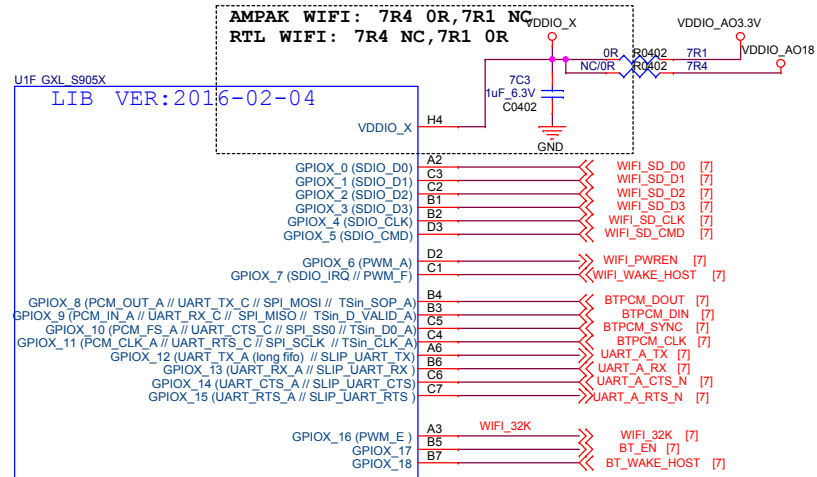 AMPAK WIFI: 7R4 0R,7R1 NC
RTL WIFI: 7R4 NC,7R1 0R
VDDIO_X
VDDIO_AO3.3V
VDDIO_AO18
0R R0402 7R1
NC/0R R0402 7R4
7C3
1uF_6.3V
C0402
GND
U1F GXL_S905X
LIB VER:2016-02-04
VDDIO_X H4
GPIOX_0 (SDIO_D0) A2 WIFI_SD_D0 [7]
GPIOX_1 (SDIO_D1) C3 WIFI_SD_D1 [7]
GPIOX_2 (SDIO_D2) C2 WIFI_SD_D2 [7]
GPIOX_3 (SDIO_D3) B1 WIFI_SD_D3 [7]
GPIOX_4 (SDIO_CLK) B2 WIFI_SD_CLK [7]
GPIOX_5 (SDIO_CMD) D3 WIFI_SD_CMD [7]
GPIOX_6 (PWM_A) D2 WIFI_PWREN [7]
GPIOX_7 (SDIO_IRQ // PWM_F) C1 WIFI_WAKE_HOST [7]
GPIOX_8 (PCM_OUT_A // UART_TX_C // SPI_MOSI // TSin_SOP_A) B4 BTPCM_DOUT [7]
GPIOX_9 (PCM_IN_A // UART_RX_C // SPI_MISO // TSin_D_VALID_A) B3 BTPCM_DIN [7]
GPIOX_10 (PCM_FS_A // UART_CTS_C // SPI_SS0 // TSin_D0_A) C5 BTPCM_SYNC [7]
GPIOX_11 (PCM_CLK_A // UART_RTS_C // SPI_SCLK // TSin_CLK_A) C4 BTPCM_CLK [7]
GPIOX_12 (UART_TX_A (long fifo) // SLIP_UART_TX) A6 UART_A_TX [7]
GPIOX_13 (UART_RX_A // SLIP_UART_RX ) B6 UART_A_RX [7]
GPIOX_14 (UART_CTS_A // SLIP_UART_CTS) C6 UART_A_CTS_N [7]
GPIOX_15 (UART_RTS_A // SLIP_UART_RTS ) C7 UART_A_RTS_N [7]
GPIOX_16 (PWM_E ) A3 WIFI_32K WIFI_32K [7]
GPIOX_17 B5 BT_EN [7]
GPIOX_18 B7 BT_WAKE_HOST [7]